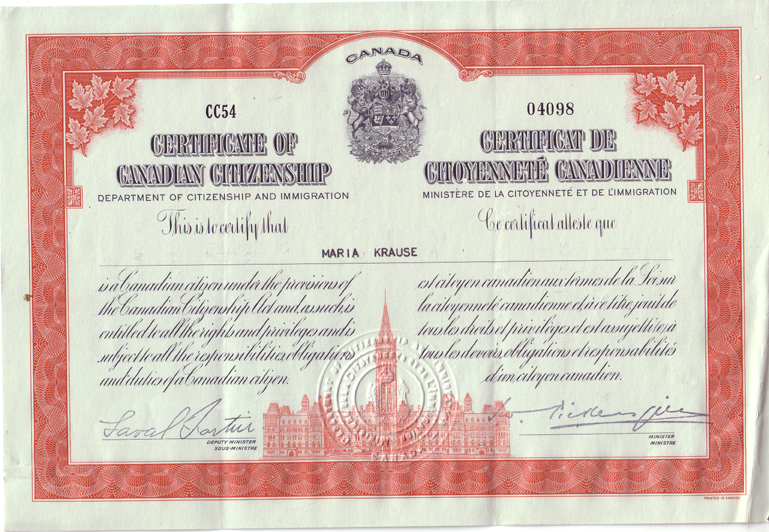 CANADA
CC54
04098
CERTIFICATE OF
CANADIAN CITIZENSHIP
DEPARTMENT OF CITIZENSHIP AND IMMIGRATION
CERTIFICAT DE
CITOYENNETÉ CANADIENNE
MINISTÈRE DE LA CITOYENNETÉ ET DE L'IMMIGRATION
This is to certify that
Ce certificat atteste que
MARIA KRAUSE
is a Canadian citizen under the provisions of
the Canadian Citizenship Act and, as such, is
entitled to all the rights and privileges and is
subject to all the responsibilities, obligations
and duties of a Canadian citizen.
est citoyen canadien aux termes de la Loi sur
la citoyenneté canadienne et, à ce titre, jouit de
tous les droits et privilèges et est assujetti(e) à
tous les devoirs, obligations et responsabilités
d'un citoyen canadien.
Laval Fortier
DEPUTY MINISTER
SOUS-MINISTRE
MINISTER
MINISTRE
CANADA
PRINTED IN CANADA